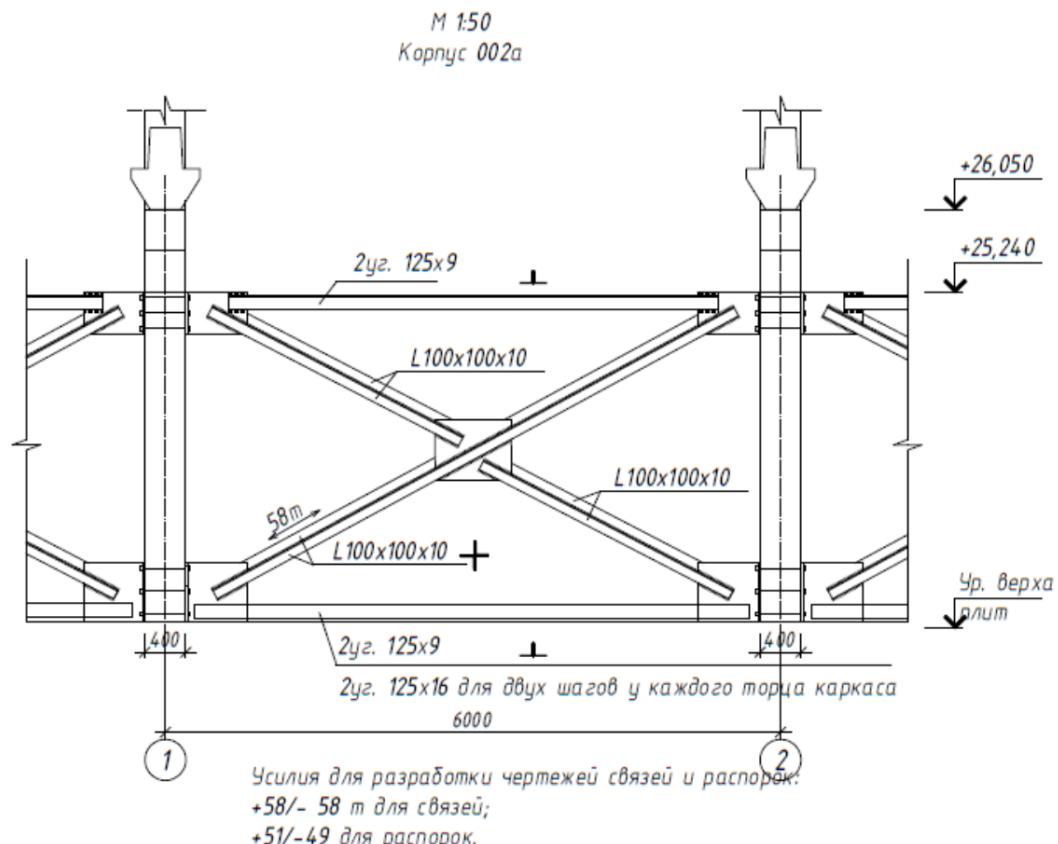 М 1:50
Корпус 002а
+26,050
+25,240
2уг. 125х9
L100х100х10
L100х100х10
58т
L100х100х10
Ур. верха
плит
400
400
2уг. 125х9
2уг. 125х16 для двух шагов у каждого торца каркаса
6000
1
2
Усилия для разработки чертежей связей и распорок:
+58/- 58 т для связей;
+51/-49 для распорок.